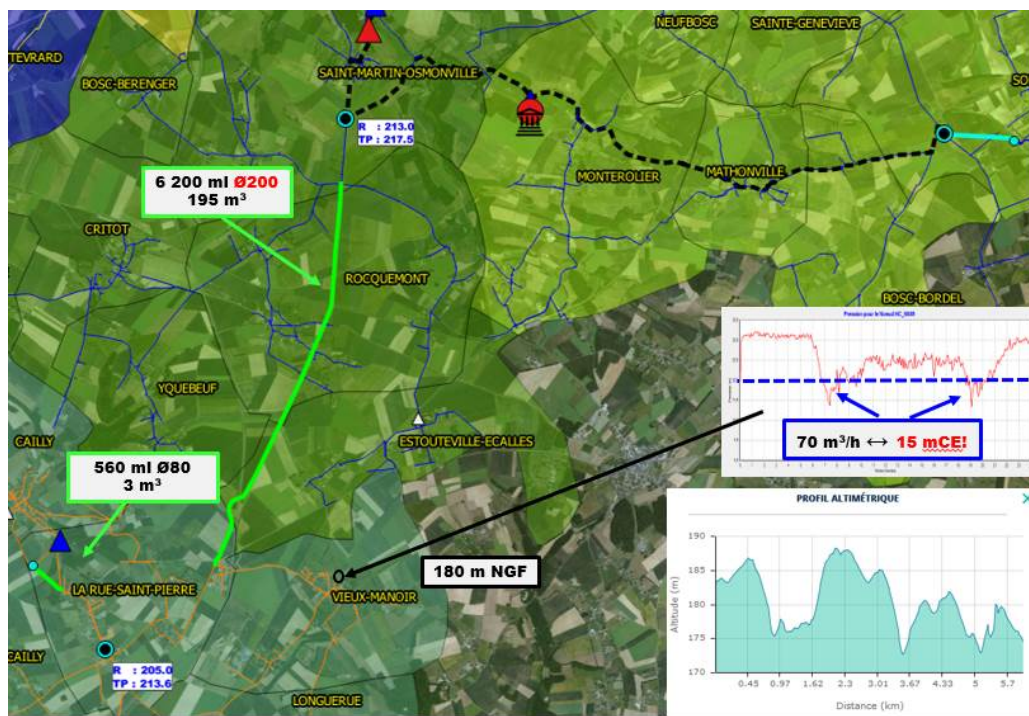 TEVRARD
BOSC-BERENGER
SAINT-MARTIN-OSMONVILLE
NEUFBOSC
SAINTE-GENEVIEVE
SO
R : 213.0
TP : 217.5
6 200 ml Ø200
195 m³
MONTEROLIER
MATHONVILLE
CRITOT
ROCQUEMONT
BOSC-BORDEL
YQUEBEUF
CAILLY
ESTOUTEVILLE-ECALLES
70 m³/h ↔ 15 mCE!
560 ml Ø80
3 m³
PROFIL ALTIMÉTRIQUE
180 m NGF
LA RUE-SAINT-PIERRE
VIEUX-MANOIR
CAILLY
R : 205.0
TP : 213.6
LONGUERUE
Altitude (m)
190
185
180
175
170
0.45 0.97 1.62 2.3 3.01 3.67 4.33 5 5.7
Distance (km)